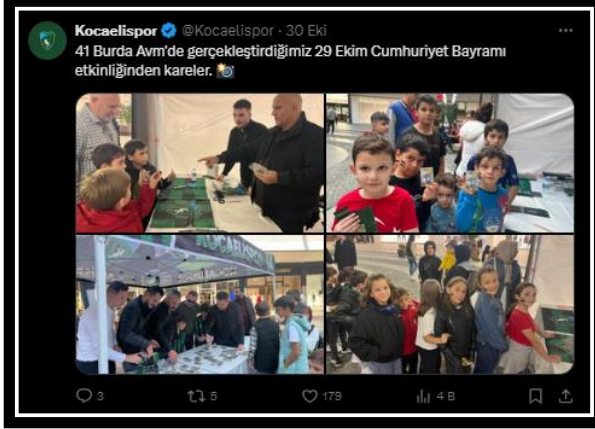 Kocaelispor @Kocaelispor · 30 Eki
41 Burda Avm'de gerçekleştirdiğimiz 29 Ekim Cumhuriyet Bayramı
etkinliğinden kareler. 📸
KOCAELİSPOR
3 5 179 4 B